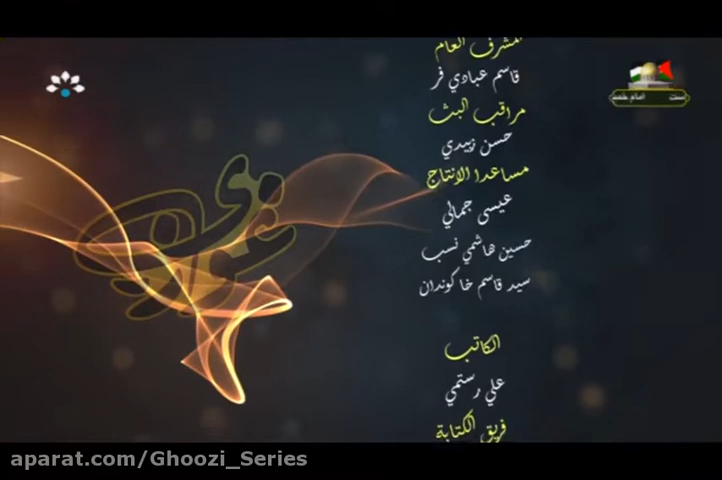 المشرف العام
قاسم عبادي فر
مراقب البث
حسن زبيدي
مساعدا الانتاج
عيسى جمالي
حسين هاشمي نسب
سيد قاسم خاكوندان
الكاتب
علي رستمي
فريق الكتابة
aparat.com/Ghoozi_Series